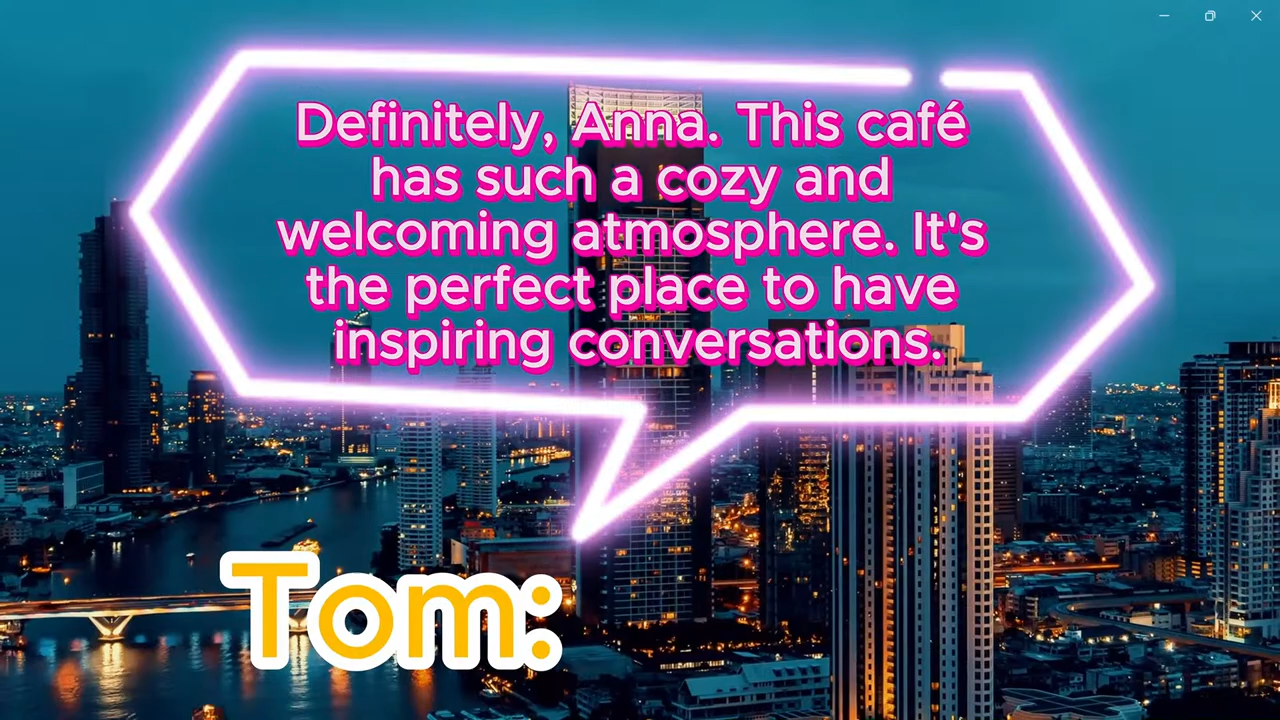 Definitely, Anna. This café
has such a cozy and
welcoming atmosphere. It's
the perfect place to have
inspiring conversations.
Tom: